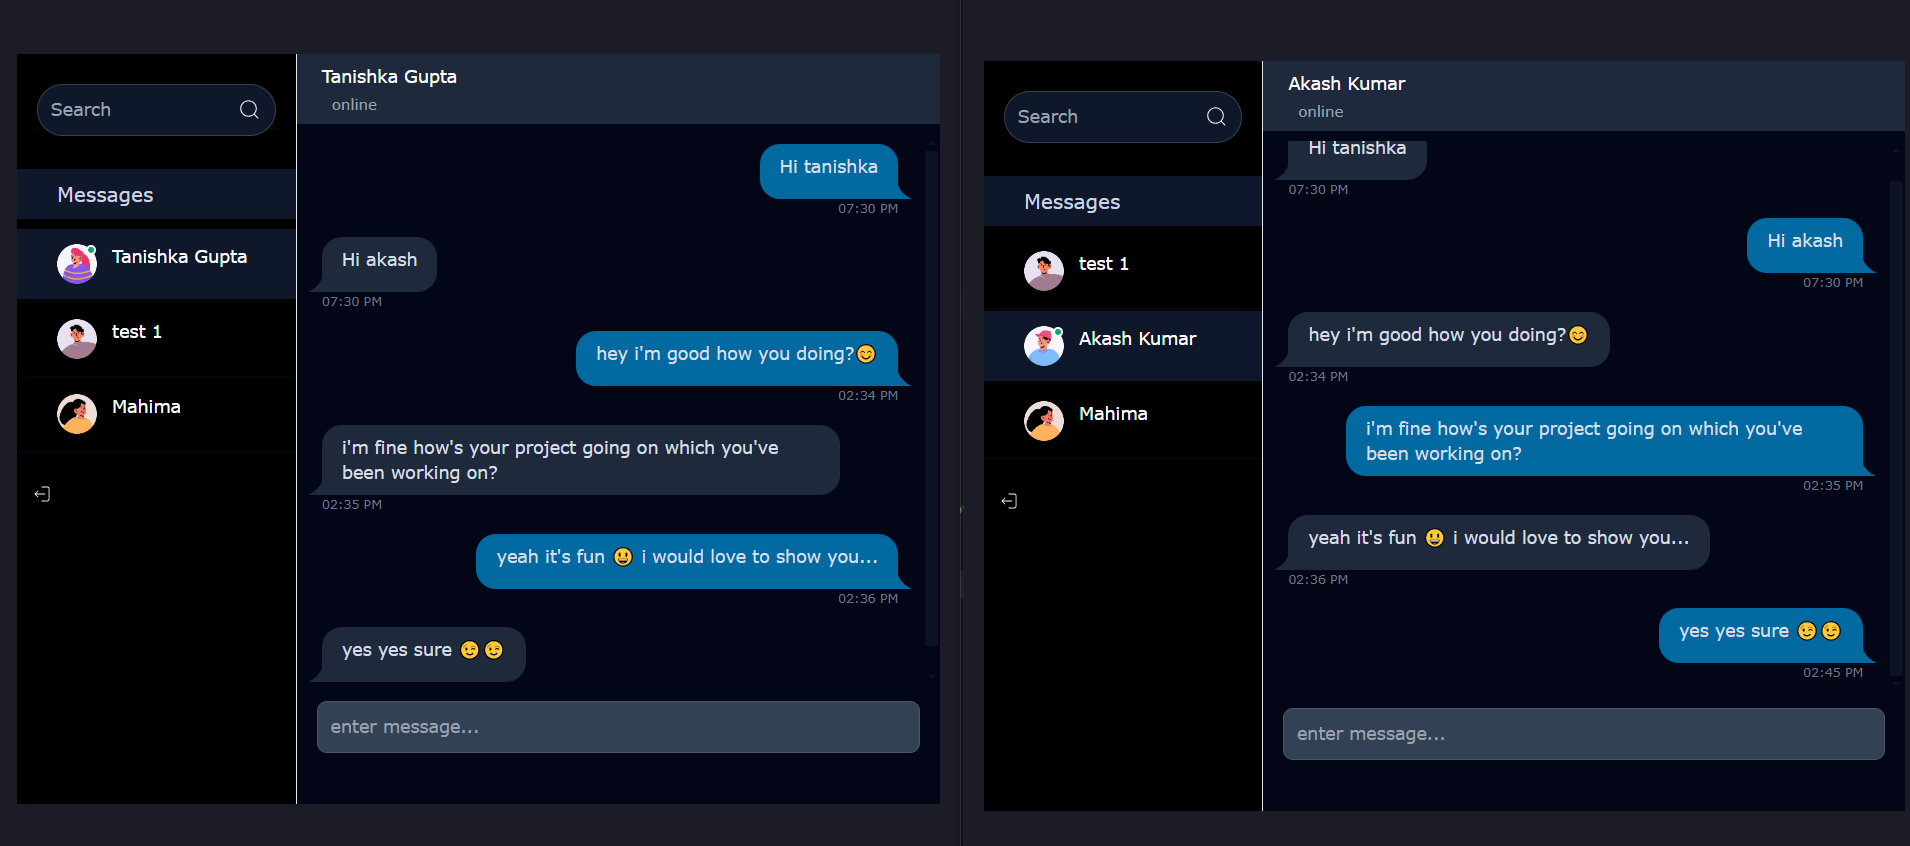 Search
Messages
Tanishka Gupta
test 1
Mahima
Tanishka Gupta
online
Hi tanishka
07:30 PM
Hi akash
07:30 PM
hey i'm good how you doing?😊
02:34 PM
i'm fine how's your project going on which you've
been working on?
02:35 PM
yeah it's fun 😃 i would love to show you...
02:36 PM
yes yes sure 😉😉
enter message...
Search
Messages
test 1
Akash Kumar
Mahima
Akash Kumar
online
Hi tanishka
07:30 PM
Hi akash
07:30 PM
hey i'm good how you doing?😊
02:34 PM
i'm fine how's your project going on which you've
been working on?
02:35 PM
yeah it's fun 😃 i would love to show you...
02:36 PM
yes yes sure 😉😉
02:45 PM
enter message...